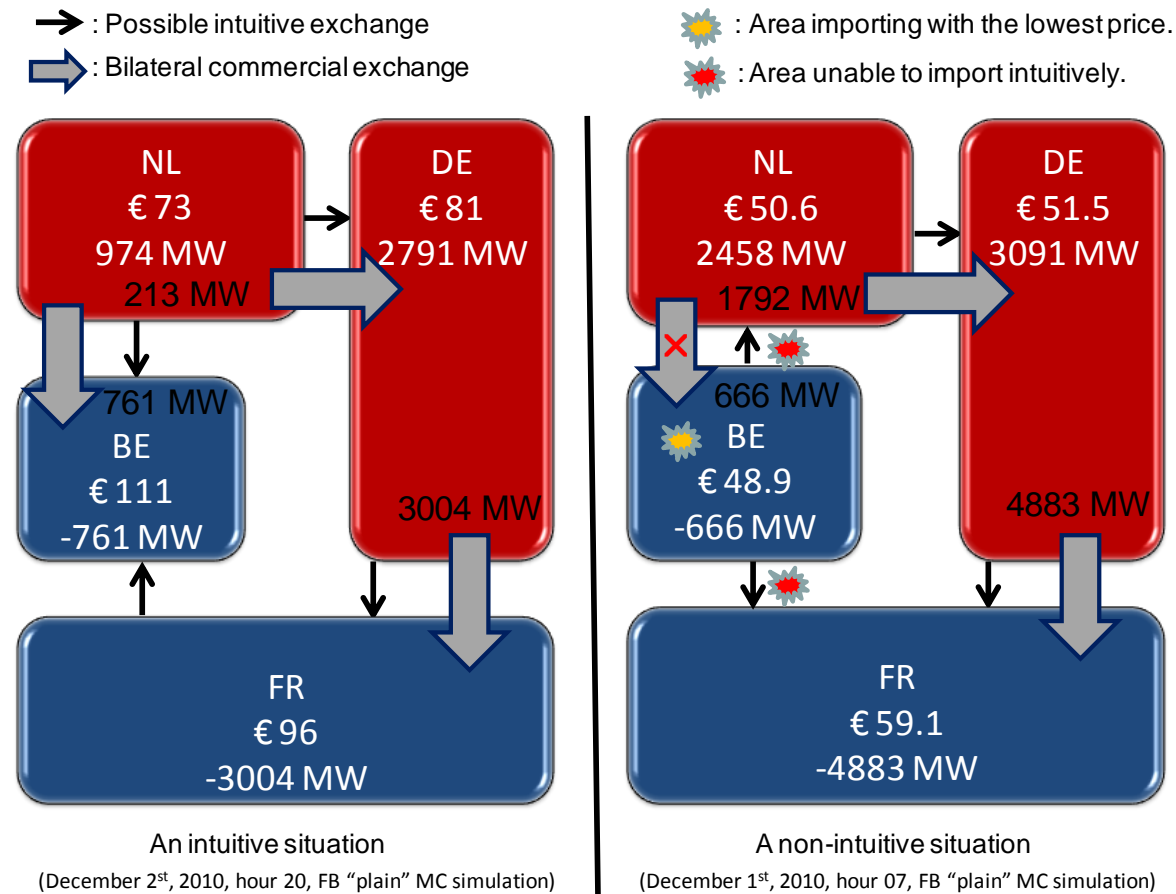 : Possible intuitive exchange
: Bilateral commercial exchange
: Area importing with the lowest price.
: Area unable to import intuitively.
NL
€ 73
974 MW
213 MW
DE
€ 81
2791 MW
761 MW
BE
€ 111
-761 MW
3004 MW
FR
€ 96
-3004 MW
An intuitive situation
(December 2st, 2010, hour 20, FB “plain” MC simulation)
NL
€ 50.6
2458 MW
1792 MW
DE
€ 51.5
3091 MW
666 MW
BE
€ 48.9
-666 MW
4883 MW
FR
€ 59.1
-4883 MW
A non-intuitive situation
(December 1st, 2010, hour 07, FB “plain” MC simulation)